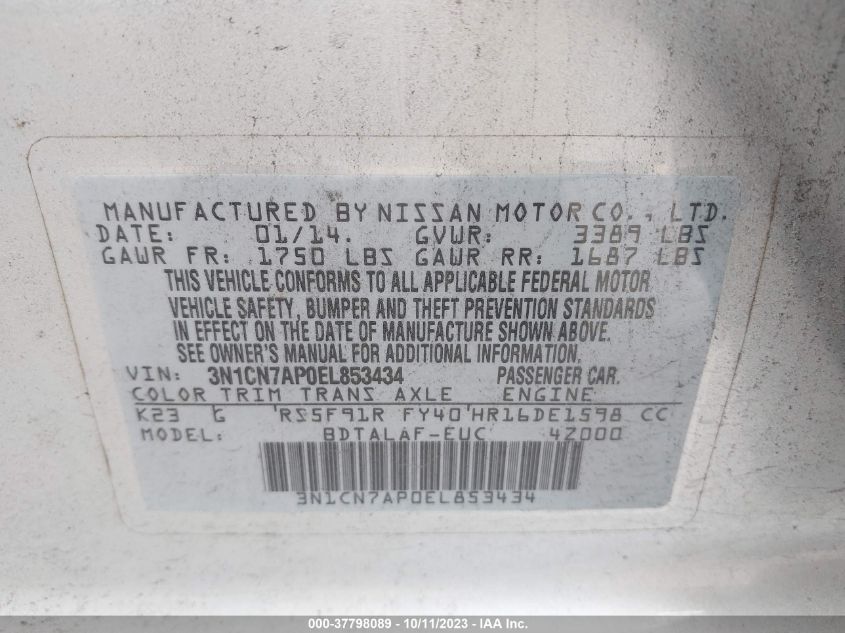 MANUFACTURED BY NISSAN MOTOR CO., LTD.
DATE: 01/14. GVWR: 3389 LBS
GAWR FR: 1750 LBS GAWR RR: 1687 LBS
THIS VEHICLE CONFORMS TO ALL APPLICABLE FEDERAL MOTOR
VEHICLE SAFETY, BUMPER AND THEFT PREVENTION STANDARDS
IN EFFECT ON THE DATE OF MANUFACTURE SHOWN ABOVE.
SEE OWNER'S MANUAL FOR ADDITIONAL INFORMATION.
VIN: 3N1CN7AP0EL853434 PASSENGER CAR.
COLOR TRIM TRANS AXLE ENGINE
K23 G RS5F91R FY40 HR16DE1598 CC
MODEL: BDTALAF-EUC 4Z000
3N1CN7AP0EL853434
000-37798089 - 10/11/2023 - IAA Inc.